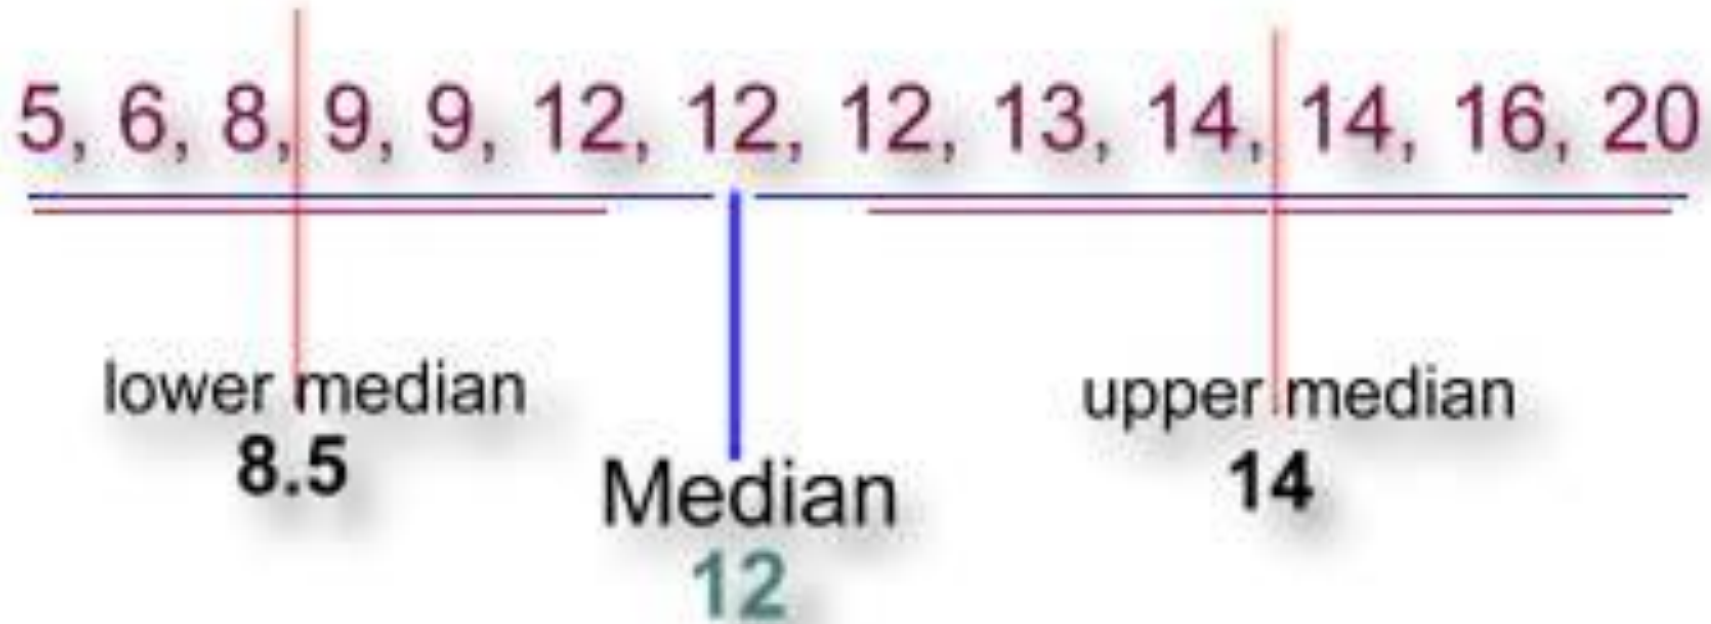 5, 6, 8, 9, 9, 12, 12, 12, 13, 14, 14, 16, 20
lower median
8.5
Median
12
upper median
14